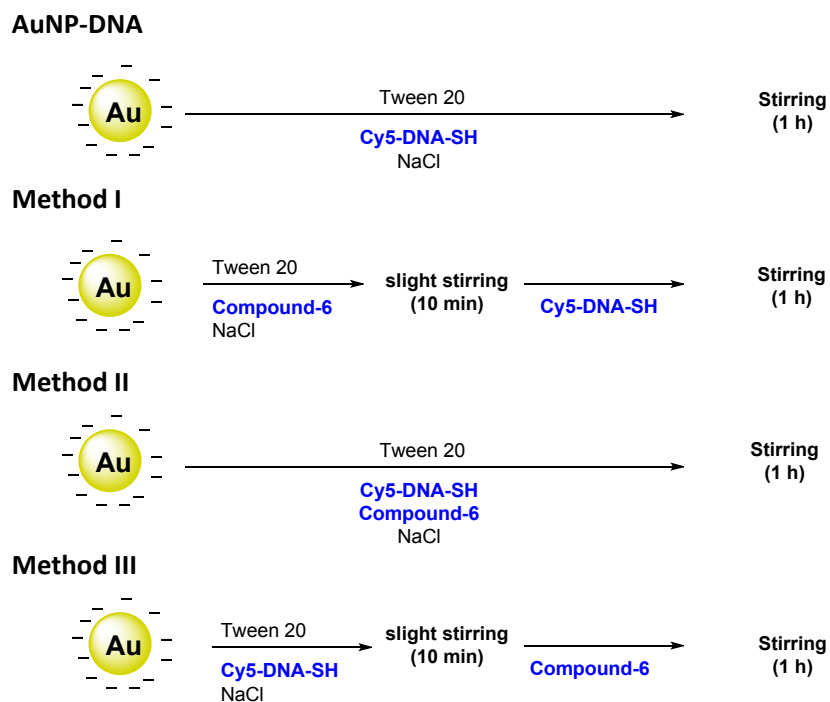 AuNP-DNA
Au
Tween 20
Cy5-DNA-SH
NaCl
Stirring
(1 h)
Method I
Au
Tween 20
Compound-6
NaCl
slight stirring
(10 min)
Cy5-DNA-SH
Stirring
(1 h)
Method II
Au
Tween 20
Cy5-DNA-SH
Compound-6
NaCl
Stirring
(1 h)
Method III
Au
Tween 20
Cy5-DNA-SH
NaCl
slight stirring
(10 min)
Compound-6
Stirring
(1 h)